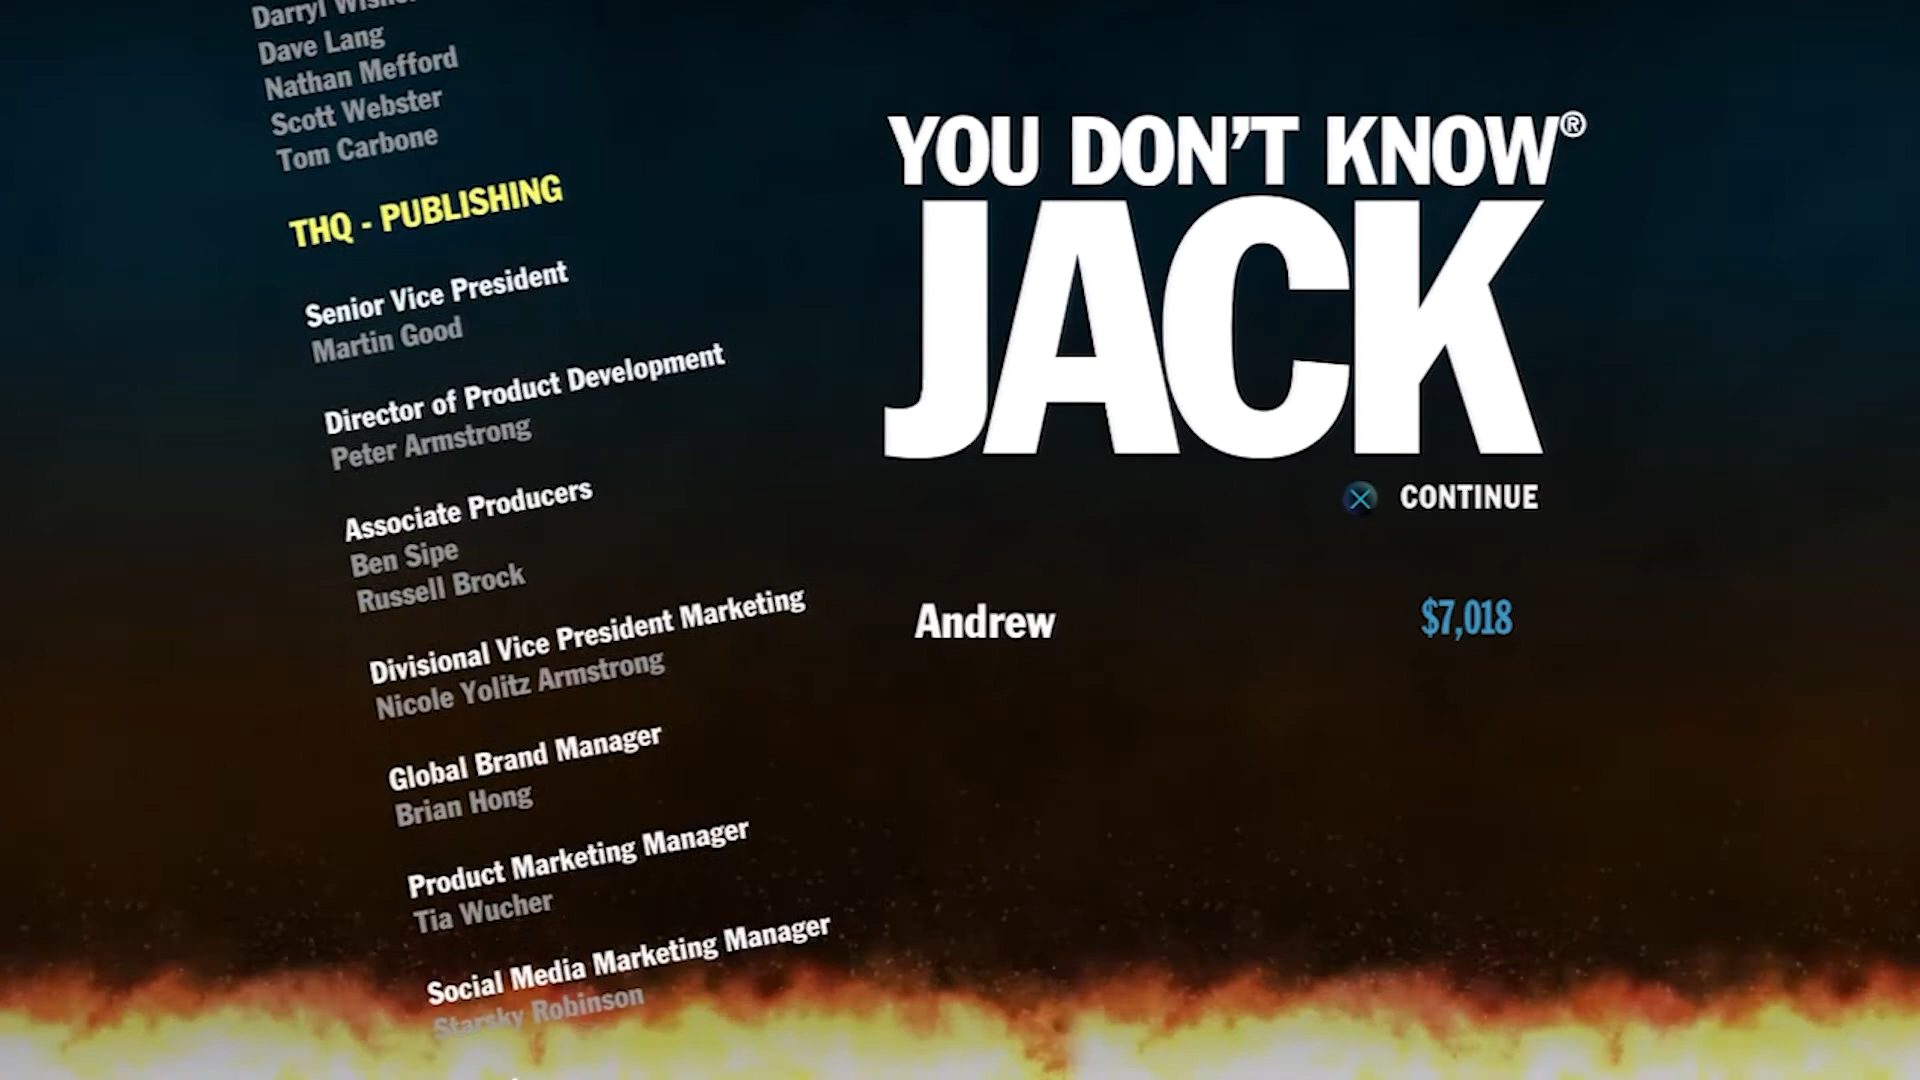 Darryl
Dave Lang
Nathan Mefford
Scott Webster
Tom Carbone
THQ - PUBLISHING
Senior Vice President
Martin Good
Director of Product Development
Peter Armstrong
Associate Producers
Ben Sipe
Russell Brock
Divisional Vice President Marketing
Nicole Yolitz Armstrong
Global Brand Manager
Brian Hong
Product Marketing Manager
Tia Wucher
Social Media Marketing Manager
Starsky Robinson
YOU DON'T KNOW®
JACK
CONTINUE
Andrew $7,018